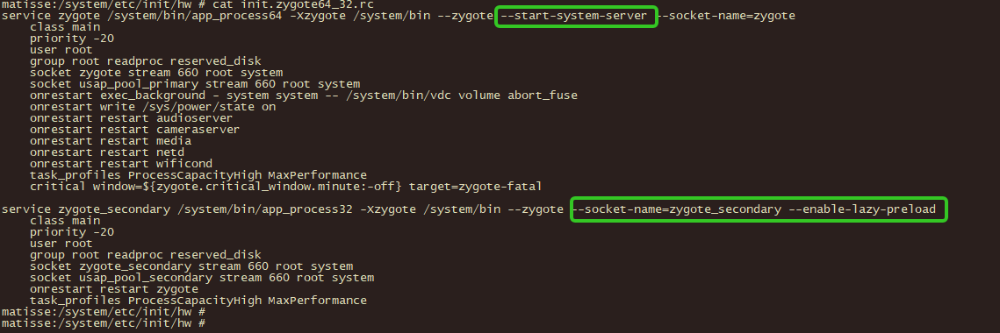 matisse:/system/etc/init/hw # cat init.zygote64_32.rc
service zygote /system/bin/app_process64 -Xzygote /system/bin --zygote --start-system-server --socket-name=zygote
    class main
    priority -20
    user root
    group root readproc reserved_disk
    socket zygote stream 660 root system
    socket usap_pool_primary stream 660 root system
    onrestart exec_background - system system -- /system/bin/vdc volume abort_fuse
    onrestart write /sys/power/state on
    onrestart restart audioserver
    onrestart restart cameraserver
    onrestart restart media
    onrestart restart netd
    onrestart restart wificond
    task_profiles ProcessCapacityHigh MaxPerformance
    critical window=${zygote.critical_window.minute:-off} target=zygote-fatal

service zygote_secondary /system/bin/app_process32 -Xzygote /system/bin --zygote --socket-name=zygote_secondary --enable-lazy-preload
    class main
    priority -20
    user root
    group root readproc reserved_disk
    socket zygote_secondary stream 660 root system
    socket usap_pool_secondary stream 660 root system
    onrestart restart zygote
    task_profiles ProcessCapacityHigh MaxPerformance
matisse:/system/etc/init/hw #
matisse:/system/etc/init/hw #